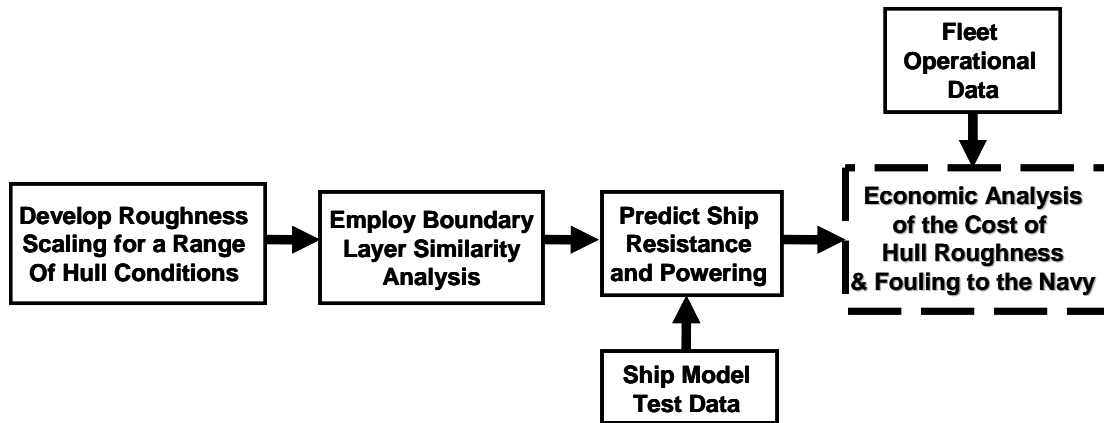 Fleet
Operational
Data
Develop Roughness
Scaling for a Range
Of Hull Conditions
Employ Boundary
Layer Similarity
Analysis
Predict Ship
Resistance
and Powering
Economic Analysis
of the Cost of
Hull Roughness
& Fouling to the Navy
Ship Model
Test Data